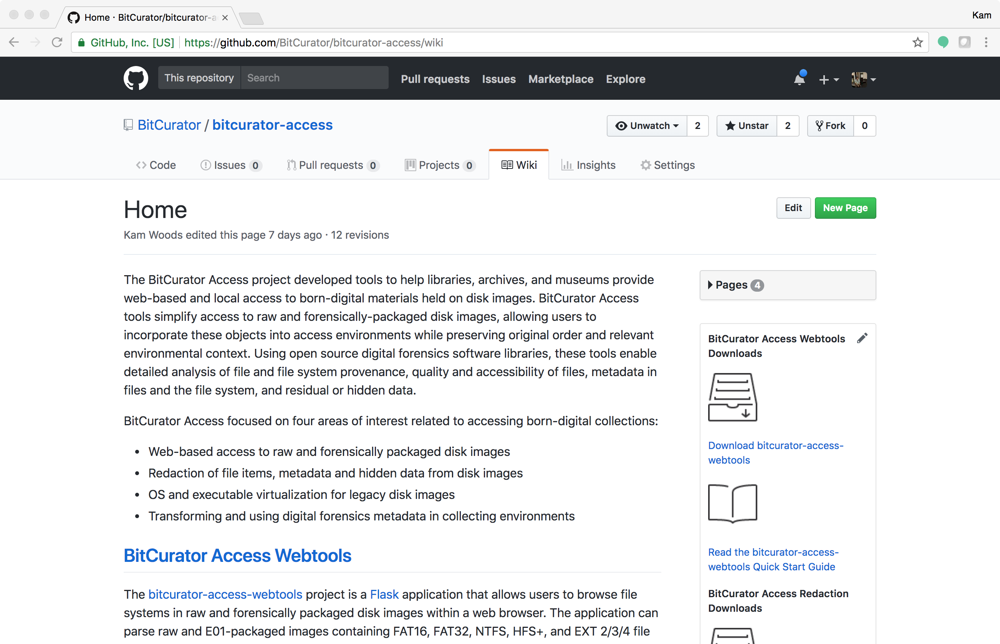 Home · BitCurator/bitcurator-a
Kam
GitHub, Inc. [US] https://github.com/BitCurator/bitcurator-access/wiki
This repository Search Pull requests Issues Marketplace Explore
BitCurator / bitcurator-access
Unwatch 2 Unstar 2 Fork 0
Code Issues 0 Pull requests 0 Projects 0 Wiki Insights Settings
Home
Edit New Page
Kam Woods edited this page 7 days ago · 12 revisions
The BitCurator Access project developed tools to help libraries, archives, and museums provide
web-based and local access to born-digital materials held on disk images. BitCurator Access
tools simplify access to raw and forensically-packaged disk images, allowing users to
incorporate these objects into access environments while preserving original order and relevant
environmental context. Using open source digital forensics software libraries, these tools enable
detailed analysis of file and file system provenance, quality and accessibility of files, metadata in
files and the file system, and residual or hidden data.
BitCurator Access focused on four areas of interest related to accessing born-digital collections:
• Web-based access to raw and forensically packaged disk images
• Redaction of file items, metadata and hidden data from disk images
• OS and executable virtualization for legacy disk images
• Transforming and using digital forensics metadata in collecting environments
BitCurator Access Webtools
The bitcurator-access-webtools project is a Flask application that allows users to browse file
systems in raw and forensically packaged disk images within a web browser. The application can
parse raw and E01-packaged images containing FAT16, FAT32, NTFS, HFS+, and EXT 2/3/4 file
Pages 4
BitCurator Access Webtools
Downloads
Download bitcurator-access-
webtools
Read the bitcurator-access-
webtools Quick Start Guide
BitCurator Access Redaction
Downloads